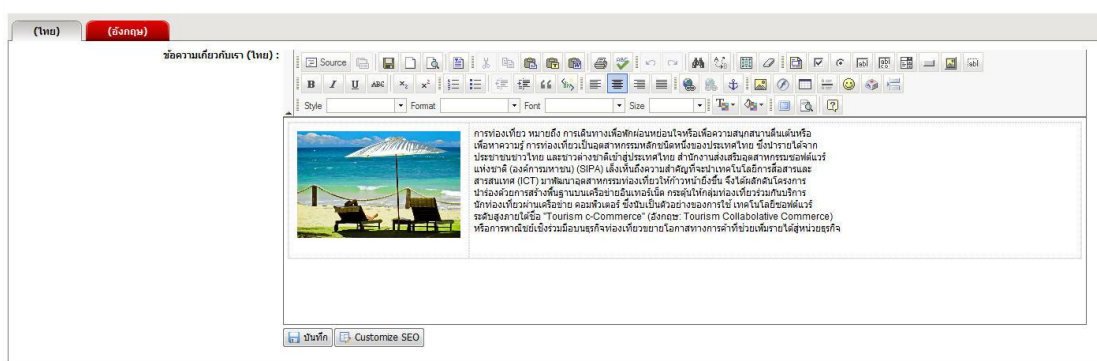 (ไทย)
(อังกฤษ)
ข้อความเกี่ยวกับเรา (ไทย) :
Source
B I U ABC x₂ x²
Style Format Font Size
การท่องเที่ยว หมายถึง การเดินทางเพื่อพักผ่อนหย่อนใจหรือเพื่อความสนุกสนานตื่นเต้นหรือ
เพื่อหาความรู้ การท่องเที่ยวเป็นอุตสาหกรรมหลักชนิดหนึ่งของประเทศไทย ซึ่งนำรายได้จาก
ประชาชนชาวไทย และชาวต่างชาติเข้าสู่ประเทศไทย สำนักงานส่งเสริมอุตสาหกรรมซอฟต์แวร์
แห่งชาติ (องค์การมหาชน) (SIPA) เล็งเห็นถึงความสำคัญที่จะนำเทคโนโลยีการสื่อสารและ
สารสนเทศ (ICT) มาพัฒนาอุตสาหกรรมท่องเที่ยวให้ก้าวหน้ายิ่งขึ้น จึงได้ผลักดันโครงการ
นำร่องด้วยการสร้างพื้นฐานบนเครือข่ายอินเทอร์เน็ต กระตุ้นให้กลุ่มท่องเที่ยวร่วมกันบริการ
นักท่องเที่ยวผ่านเครือข่าย คอมพิวเตอร์ ซึ่งนับเป็นตัวอย่างของการใช้ เทคโนโลยีซอฟต์แวร์
ระดับสูงภายใต้ชื่อ "Tourism c-Commerce" (อังกฤษ: Tourism Collabolative Commerce)
หรือการพาณิชย์เชิงร่วมมือบนธุรกิจท่องเที่ยวขยายโอกาสทางการค้าที่ช่วยเพิ่มรายได้สู่หน่วยธุรกิจ
บันทึก
Customize SEO